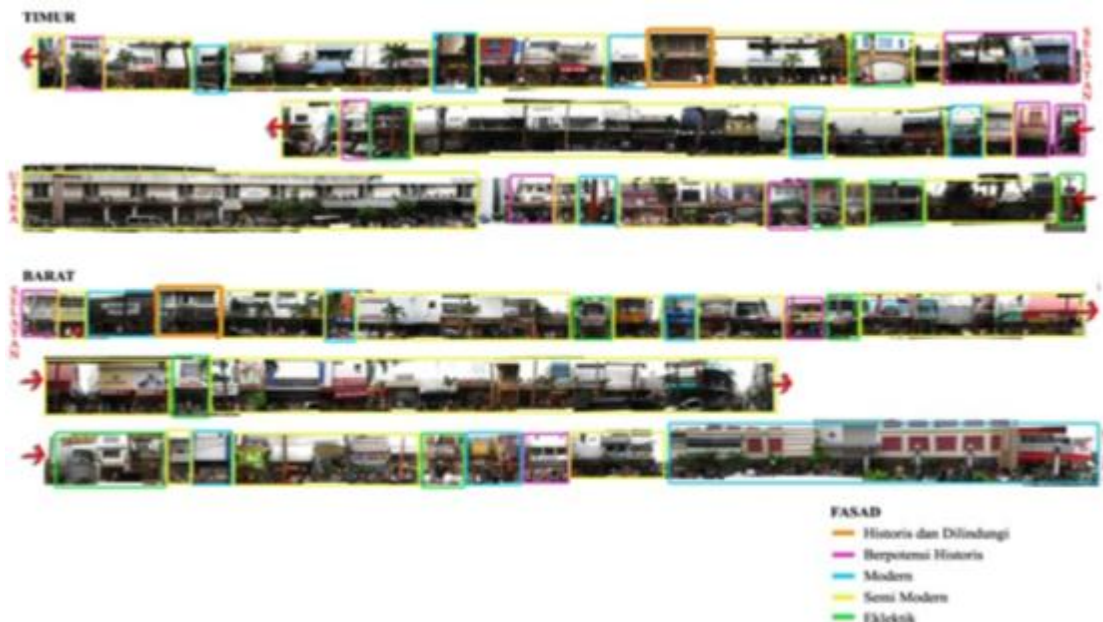 TIMUR
BARAT
FASAD
Historis dan Dilindungi
Berpotensi Historis
Modern
Semi Modern
Eklektik